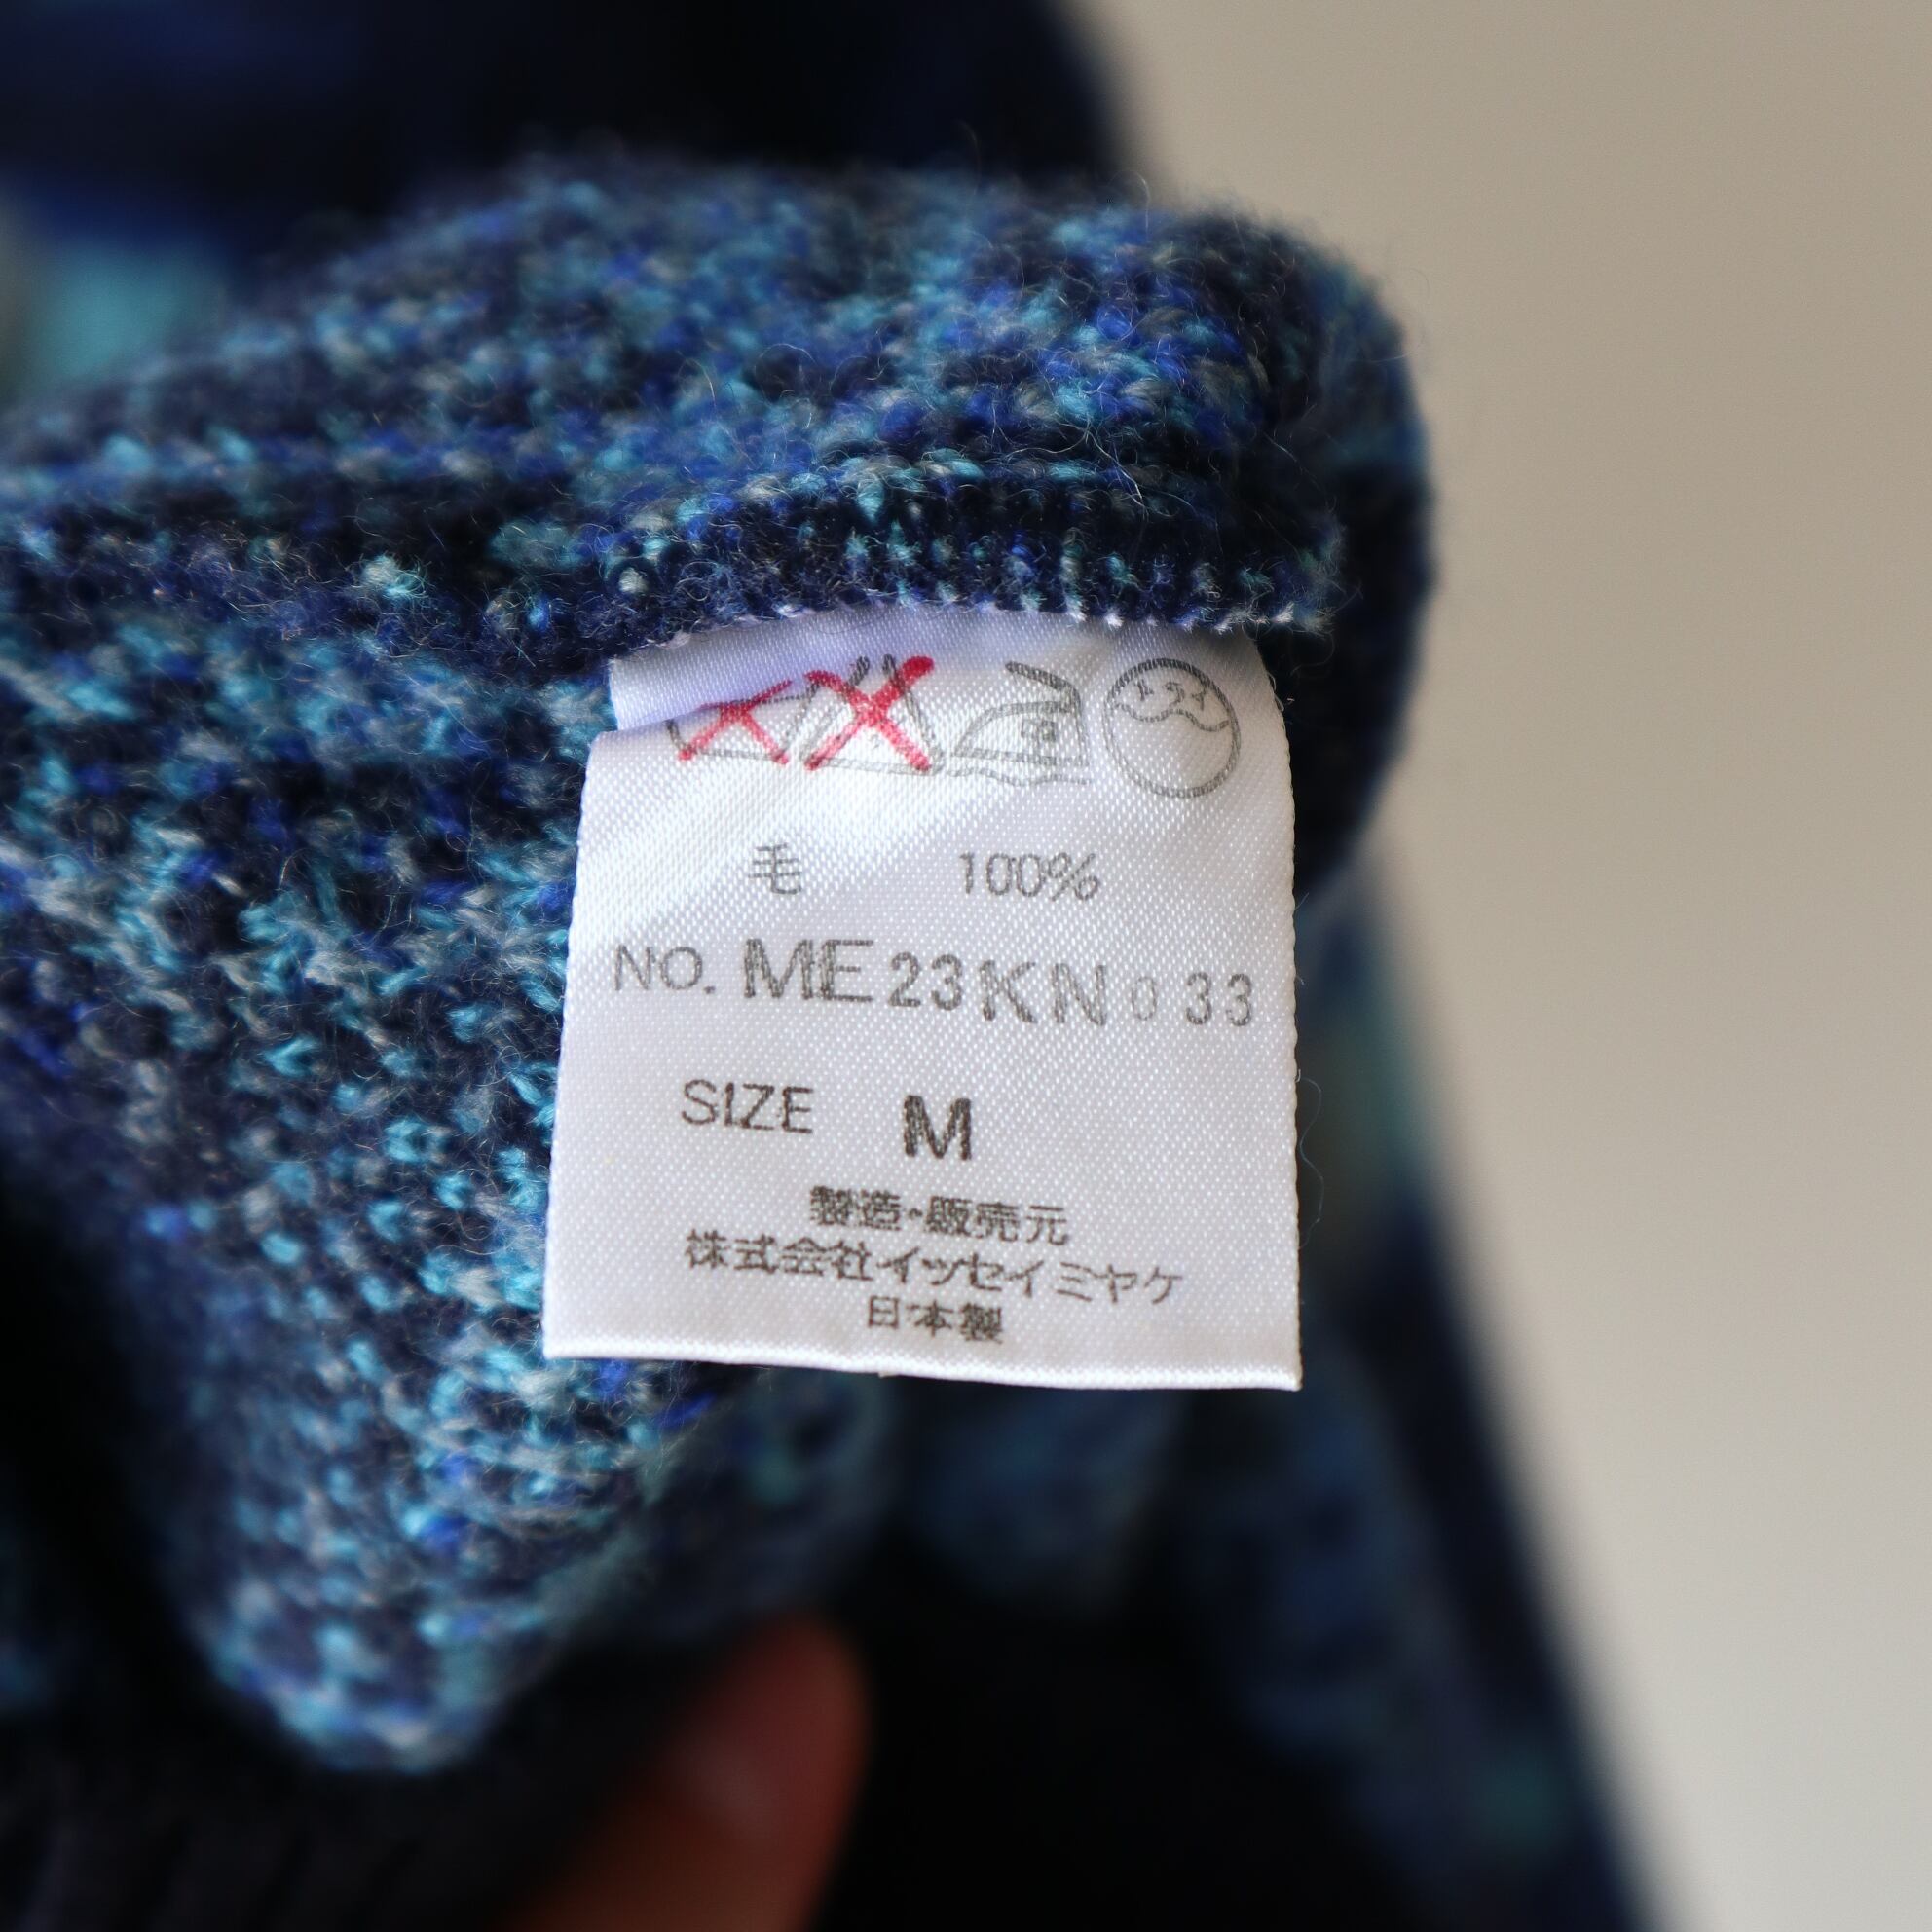 ドライ
毛 100%
NO. ME23KN033
SIZE M
製造・販売元
株式会社イッセイミヤケ
日本製